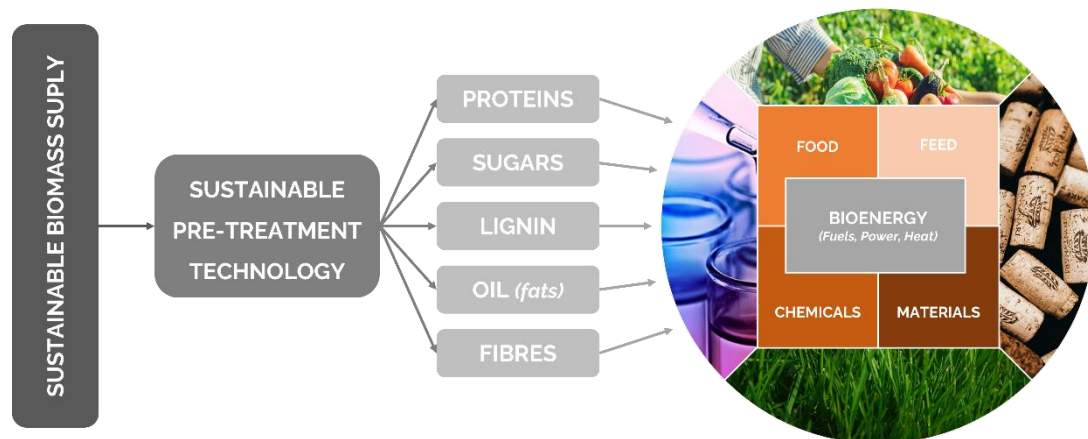 SUSTAINABLE BIOMASS SUPLY
SUSTAINABLE
PRE-TREATMENT
TECHNOLOGY
PROTEINS
SUGARS
LIGNIN
OIL (fats)
FIBRES
FOOD
FEED
BIOENERGY
(Fuels, Power, Heat)
CHEMICALS
MATERIALS